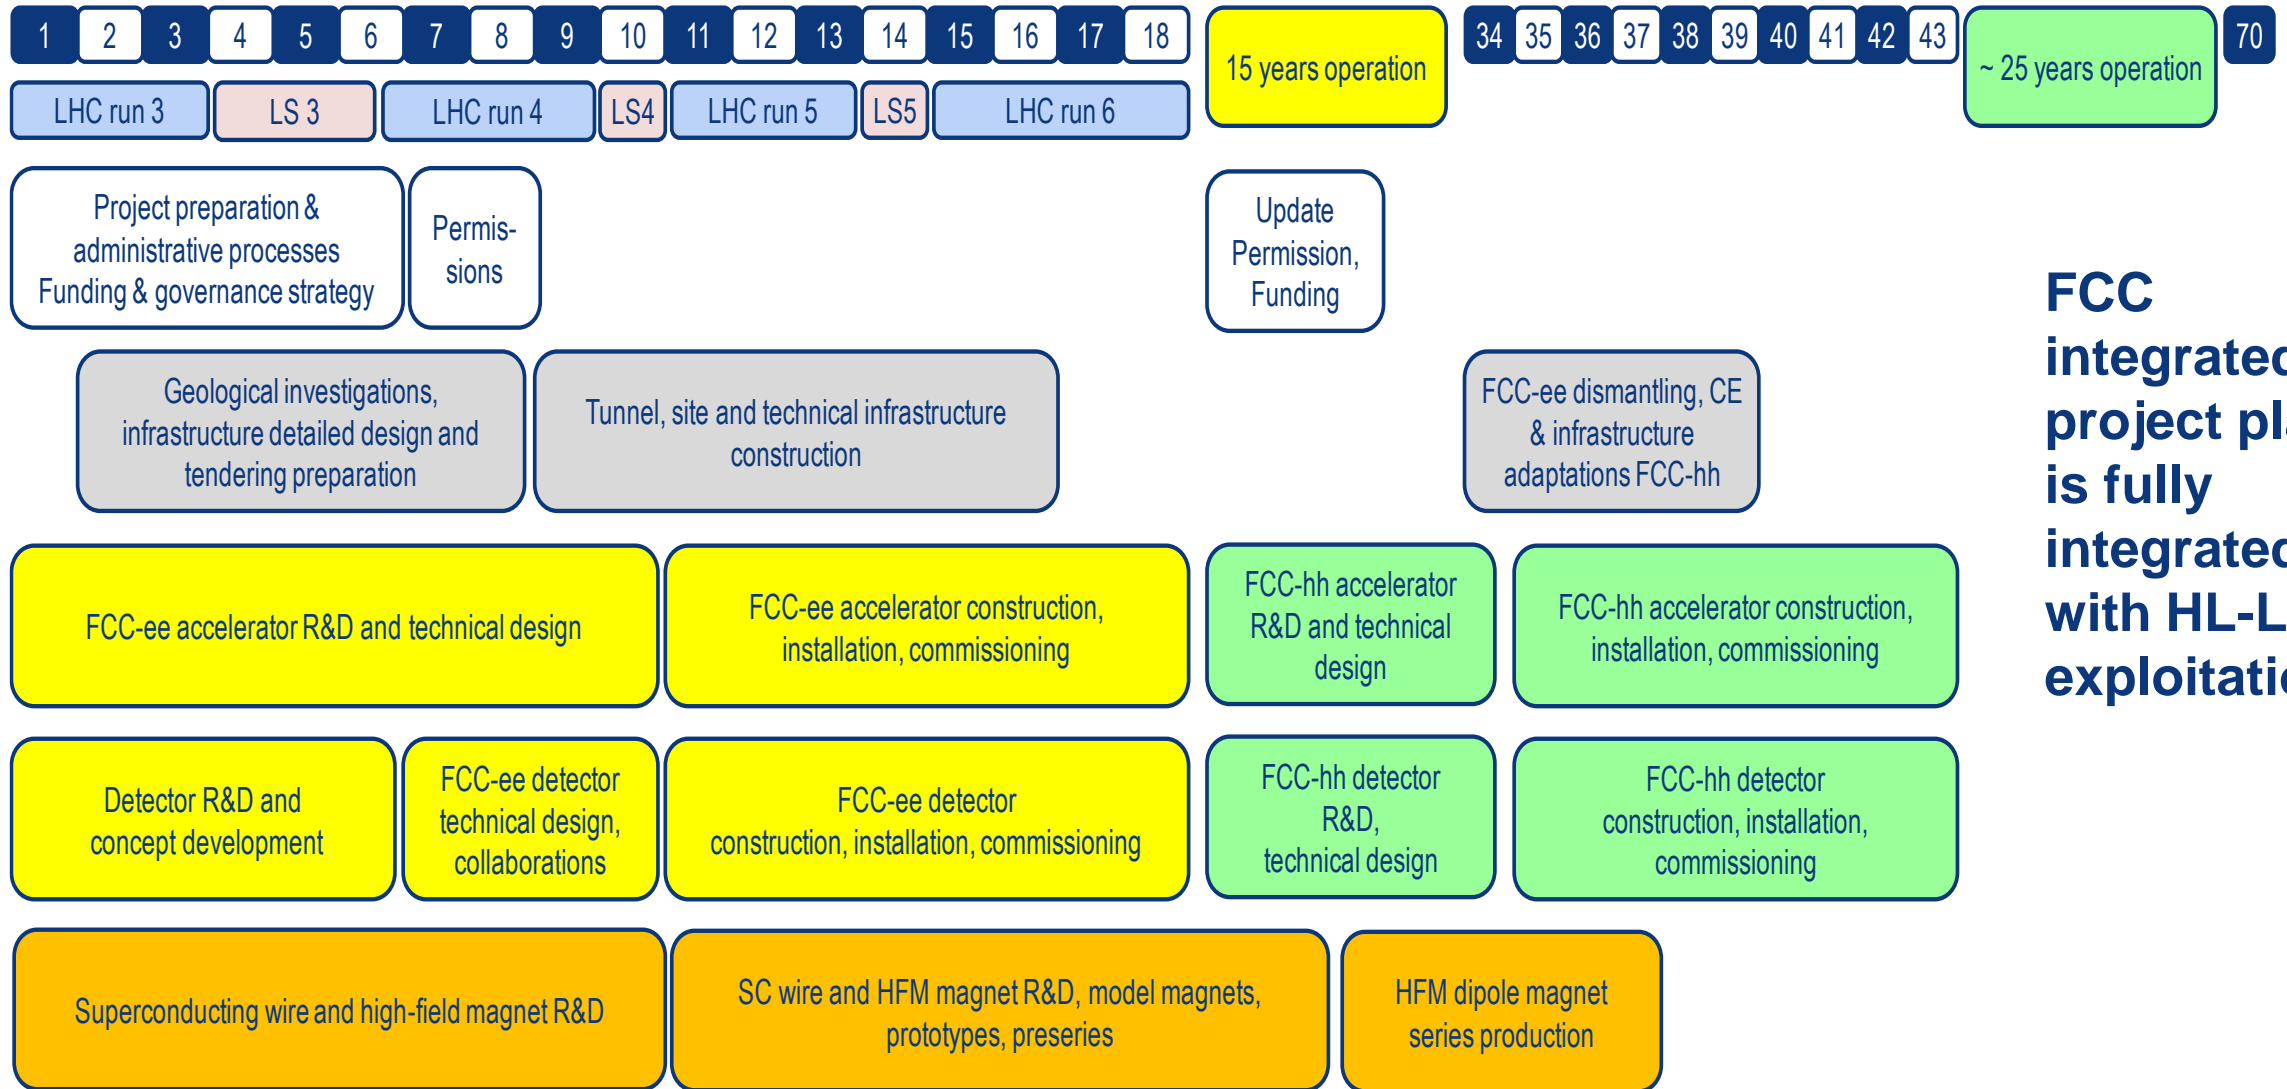 1 2 3 4 5 6 7 8 9 10 11 12 13 14 15 16 17 18
15 years operation
34 35 36 37 38 39 40 41 42 43
~ 25 years operation
70
LHC run 3
LS 3
LHC run 4
LS4
LHC run 5
LS5
LHC run 6
Project preparation &
administrative processes
Funding & governance strategy
Permis-
sions
Update
Permission,
Funding
Geological investigations,
infrastructure detailed design and
tendering preparation
Tunnel, site and technical infrastructure
construction
FCC-ee dismantling, CE
& infrastructure
adaptations FCC-hh
FCC-ee accelerator R&D and technical design
FCC-ee accelerator construction,
installation, commissioning
FCC-hh accelerator
R&D and technical
design
FCC-hh accelerator construction,
installation, commissioning
Detector R&D and
concept development
FCC-ee detector
technical design,
collaborations
FCC-ee detector
construction, installation, commissioning
FCC-hh detector
R&D,
technical design
FCC-hh detector
construction, installation,
commissioning
Superconducting wire and high-field magnet R&D
SC wire and HFM magnet R&D, model magnets,
prototypes, preseries
HFM dipole magnet
series production
FCC
integrated
project pla
is fully
integrated
with HL-L
exploitatio